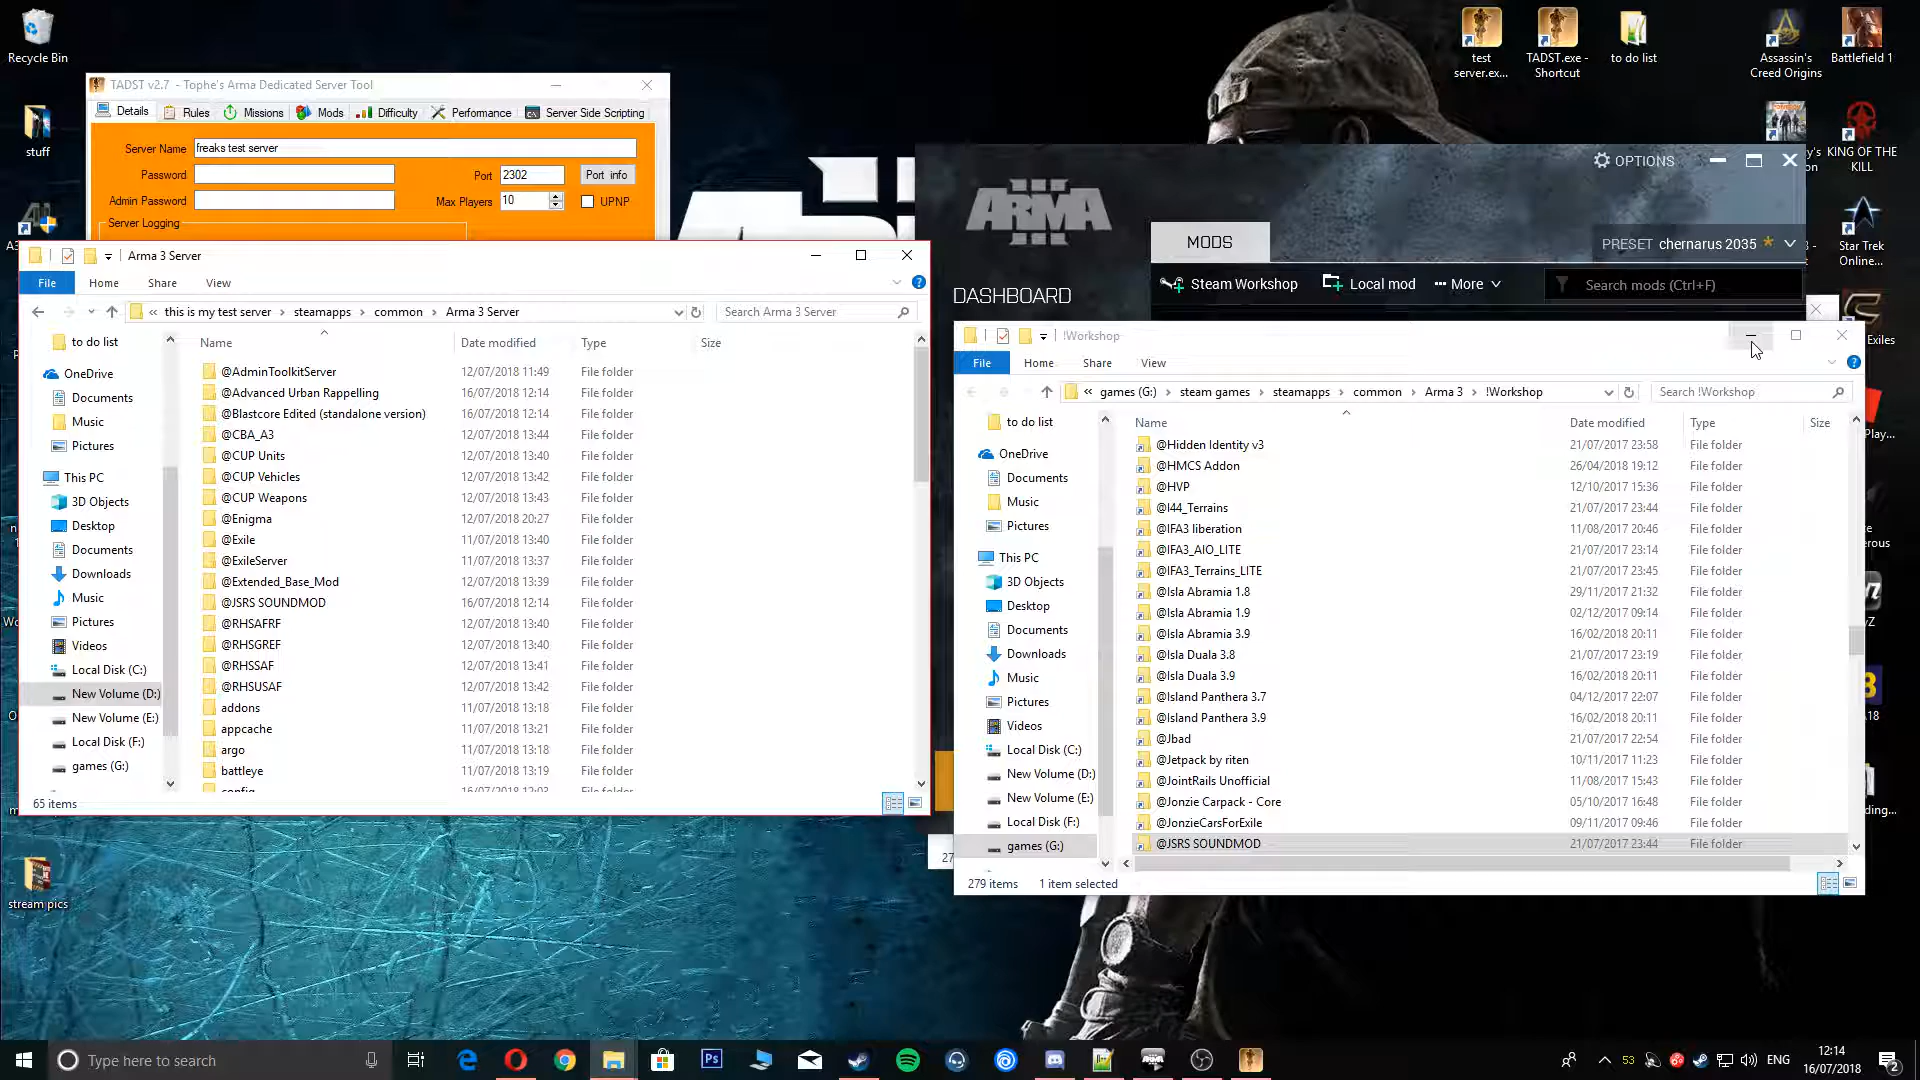 Recycle Bin
stuff
stream pics
test
server.ex...
TADST.exe -
Shortcut
to do list
Assassin's
Creed Origins
Battlefield 1
KING OF THE
KILL
Star Trek
Online...
Exiles
TADST v2.7 - Tophe's Arma Dedicated Server Tool
Details
Rules
Missions
Mods
Difficulty
Performance
Server Side Scripting
Server Name
freaks test server
Password
Port
2302
Port info
Admin Password
Max Players
10
UPNP
Server Logging
ARMA
III
OPTIONS
MODS
PRESET chernarus 2035
DASHBOARD
Steam Workshop
Local mod
More
Search mods (Ctrl+F)
Arma 3 Server
File
Home
Share
View
« this is my test server › steamapps › common › Arma 3 Server
Search Arma 3 Server
to do list
OneDrive
Documents
Music
Pictures
This PC
3D Objects
Desktop
Documents
Downloads
Music
Pictures
Videos
Local Disk (C:)
New Volume (D:)
New Volume (E:)
Local Disk (F:)
games (G:)
Name Date modified Type Size
@AdminToolkitServer 12/07/2018 11:49 File folder
@Advanced Urban Rappelling 16/07/2018 12:14 File folder
@Blastcore Edited (standalone version) 16/07/2018 12:14 File folder
@CBA_A3 12/07/2018 13:44 File folder
@CUP Units 12/07/2018 13:40 File folder
@CUP Vehicles 12/07/2018 13:42 File folder
@CUP Weapons 12/07/2018 13:43 File folder
@Enigma 12/07/2018 20:27 File folder
@Exile 11/07/2018 13:40 File folder
@ExileServer 11/07/2018 13:37 File folder
@Extended_Base_Mod 12/07/2018 13:39 File folder
@JSRS SOUNDMOD 16/07/2018 12:14 File folder
@RHSAFRF 12/07/2018 13:40 File folder
@RHSGREF 12/07/2018 13:40 File folder
@RHSSAF 12/07/2018 13:41 File folder
@RHSUSAF 12/07/2018 13:42 File folder
addons 11/07/2018 13:18 File folder
appcache 11/07/2018 13:21 File folder
argo 11/07/2018 13:18 File folder
battleye 11/07/2018 13:19 File folder
config 16/07/2018 12:03 File folder
65 items
!Workshop
File
Home
Share
View
« games (G:) › steam games › steamapps › common › Arma 3 › !Workshop
Search !Workshop
to do list
OneDrive
Documents
Music
Pictures
This PC
3D Objects
Desktop
Documents
Downloads
Music
Pictures
Videos
Local Disk (C:)
New Volume (D:)
New Volume (E:)
Local Disk (F:)
games (G:)
Name Date modified Type Size
@Hidden Identity v3 21/07/2017 23:58 File folder
@HMCS Addon 26/04/2018 19:12 File folder
@HVP 12/10/2017 15:36 File folder
@I44_Terrains 21/07/2017 23:44 File folder
@IFA3 liberation 11/08/2017 20:46 File folder
@IFA3_AIO_LITE 21/07/2017 23:14 File folder
@IFA3_Terrains_LITE 21/07/2017 23:45 File folder
@Isla Abramia 1.8 29/11/2017 21:32 File folder
@Isla Abramia 1.9 02/12/2017 09:14 File folder
@Isla Abramia 3.9 16/02/2018 20:11 File folder
@Isla Duala 3.8 21/07/2017 23:19 File folder
@Isla Duala 3.9 16/02/2018 20:11 File folder
@Island Panthera 3.7 04/12/2017 22:07 File folder
@Island Panthera 3.9 16/02/2018 20:11 File folder
@Jbad 21/07/2017 22:54 File folder
@Jetpack by riten 10/11/2017 11:23 File folder
@JointRails Unofficial 11/08/2017 15:43 File folder
@Jonzie Carpack - Core 05/10/2017 16:48 File folder
@JonzieCarsForExile 09/11/2017 09:46 File folder
@JSRS SOUNDMOD 21/07/2017 23:44 File folder
279 items 1 item selected
Type here to search
53
ENG
12:14
16/07/2018
2